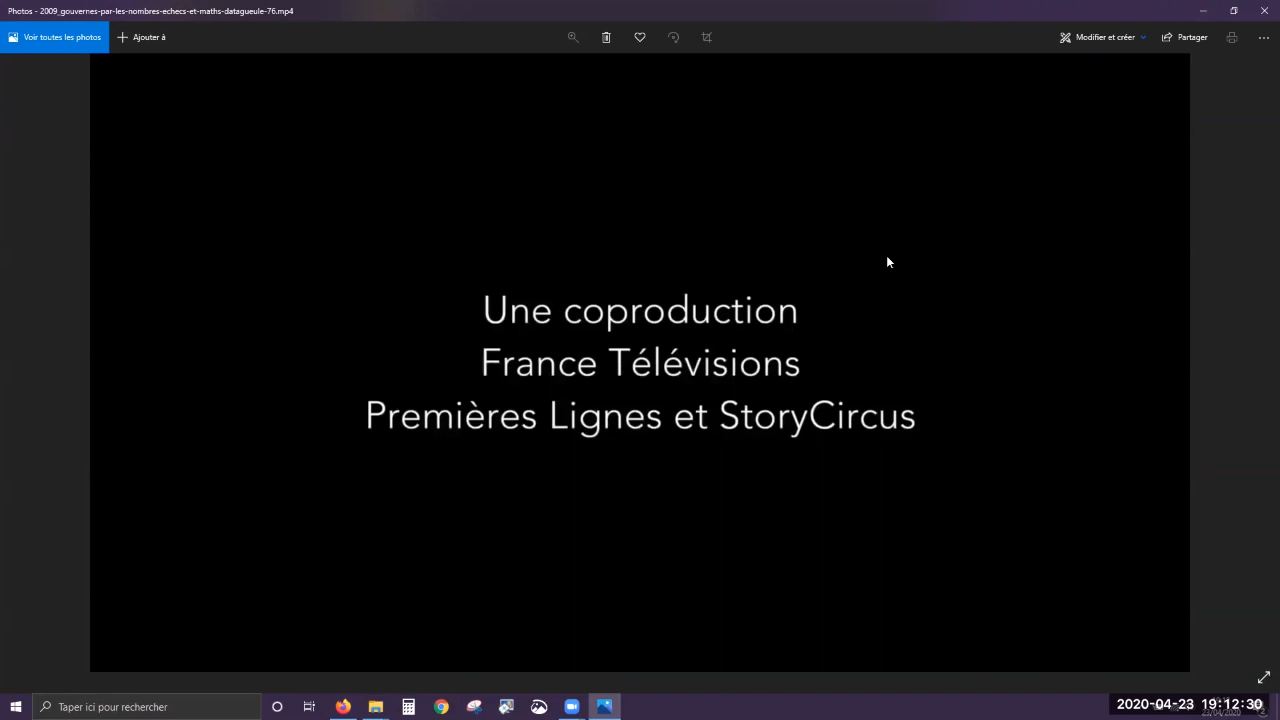 Photos - 2009_gouvernes-par-les-nombres-echecs-et-maths-datagueule-76.mp4
Voir toutes les photos
Ajouter à
Modifier et créer
Partager
Une coproduction
France Télévisions
Premières Lignes et StoryCircus
Taper ici pour rechercher
2020-04-23 19:12:30